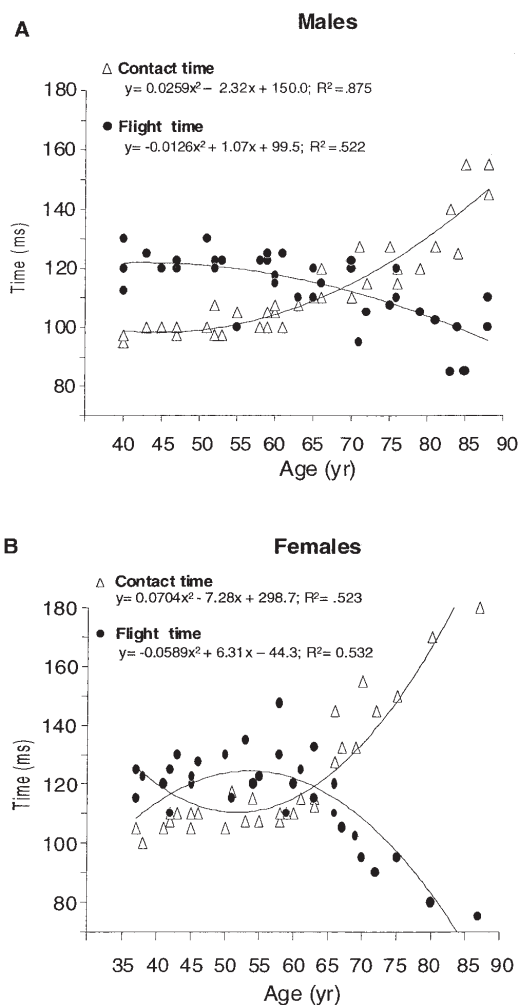 A
Males
△ Contact time
y= 0.0259x² – 2.32x + 150.0; R²=.875
● Flight time
y= -0.0126x² + 1.07x + 99.5; R²=.522
Time (ms)
180
160
140
120
100
80
40 45 50 55 60 65 70 75 80 85 90
Age (yr)
B
Females
△ Contact time
y= 0.0704x² - 7.28x + 298.7; R²= .523
● Flight time
y= -0.0589x² + 6.31x – 44.3; R²= 0.532
Time (ms)
180
160
140
120
100
80
35 40 45 50 55 60 65 70 75 80 85 90
Age (yr)